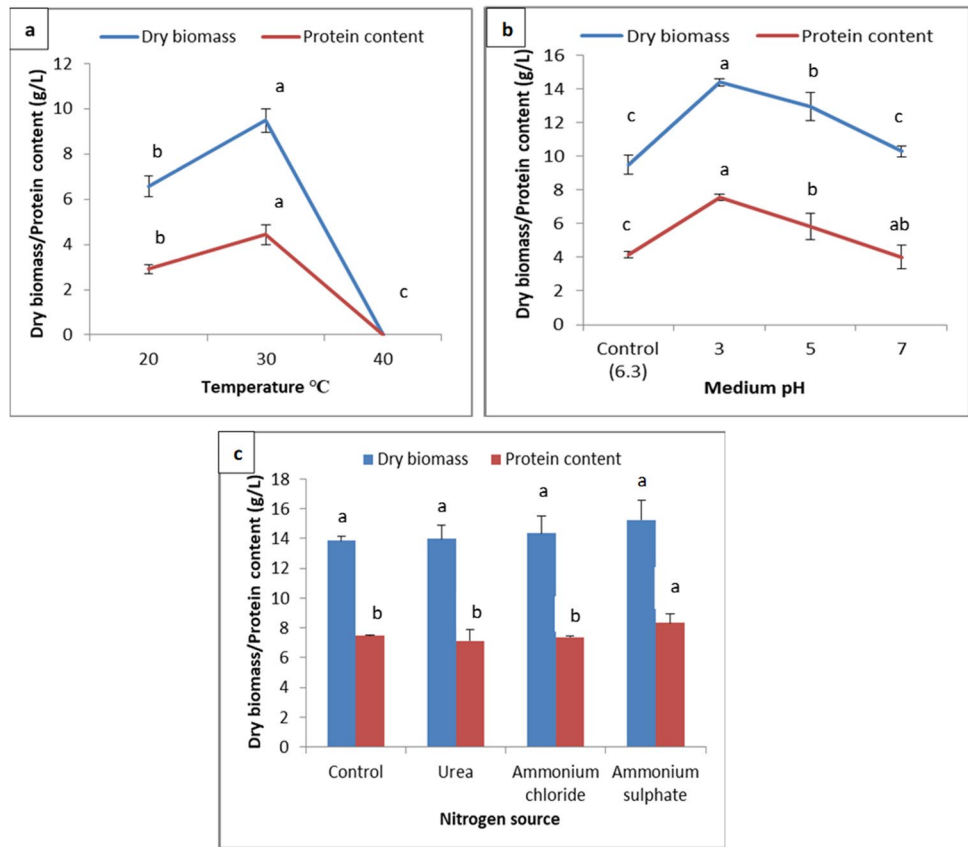 a
Dry biomass Protein content
Dry biomass/Protein content (g/L)
12
10
8
6
4
2
0
b
a
b
a
c
20 30 40
Temperature °C
b
Dry biomass Protein content
Dry biomass/Protein content (g/L)
16
14
12
10
8
6
4
2
0
c
a
b
c
c
a
b
ab
Control 3 5 7
(6.3)
Medium pH
c
Dry biomass Protein content
Dry biomass/Protein content (g/L)
18
16
14
12
10
8
6
4
2
0
a
b
a
b
a
b
a
a
Control Urea Ammonium Ammonium
chloride sulphate
Nitrogen source